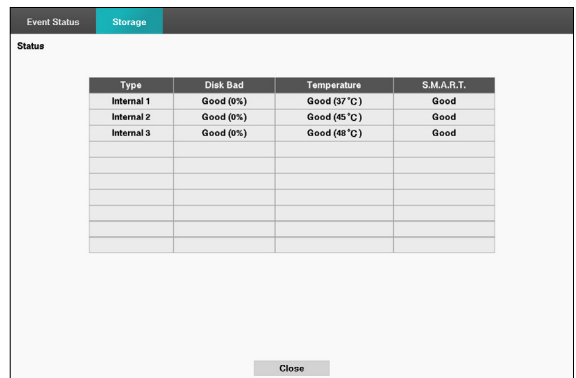 Event Status Storage
Status
Type Disk Bad Temperature S.M.A.R.T.
Internal 1 Good (0%) Good (37°C) Good
Internal 2 Good (0%) Good (45°C) Good
Internal 3 Good (0%) Good (48°C) Good
Close